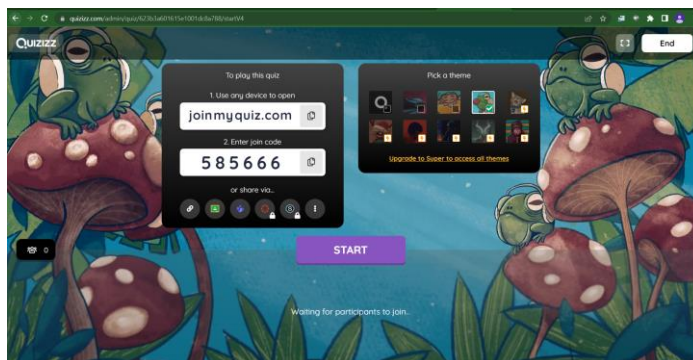 quizizz.com/admin/quiz/623b3a601b15e1001dc8a788/startV4
QUIZIZZ
End
To play this quiz
1. Use any device to open
joinmyquiz.com
2. Enter join code
585666
or share via...
Pick a theme
Upgrade to Super to access all themes
0
START
Waiting for participants to join..